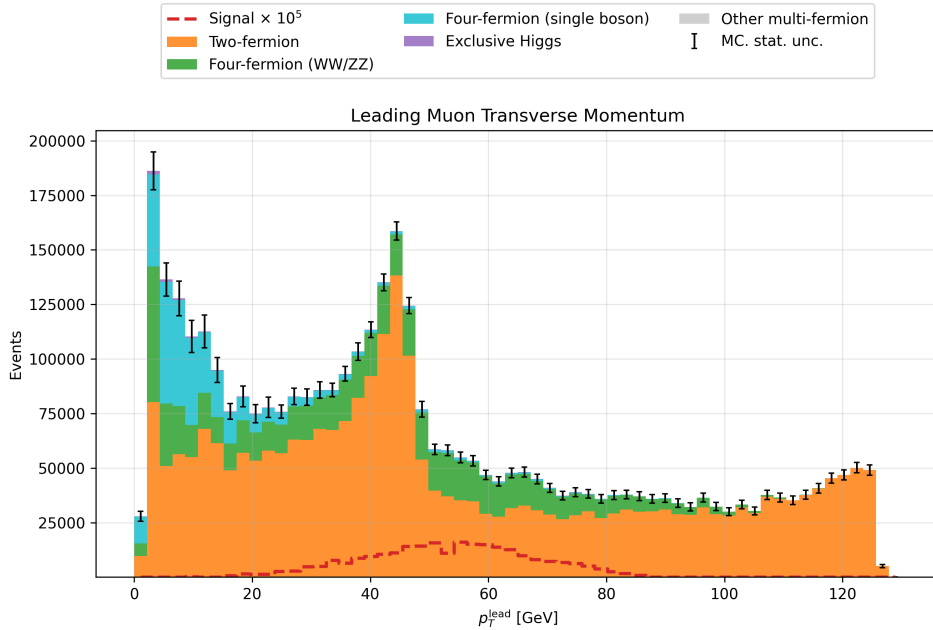 Signal × 10⁵
Two-fermion
Four-fermion (WW/ZZ)
Four-fermion (single boson)
Exclusive Higgs
Other multi-fermion
MC. stat. unc.
Leading Muon Transverse Momentum
200000
175000
150000
125000
100000
75000
50000
25000
Events
0 20 40 60 80 100 120
p_T^lead [GeV]